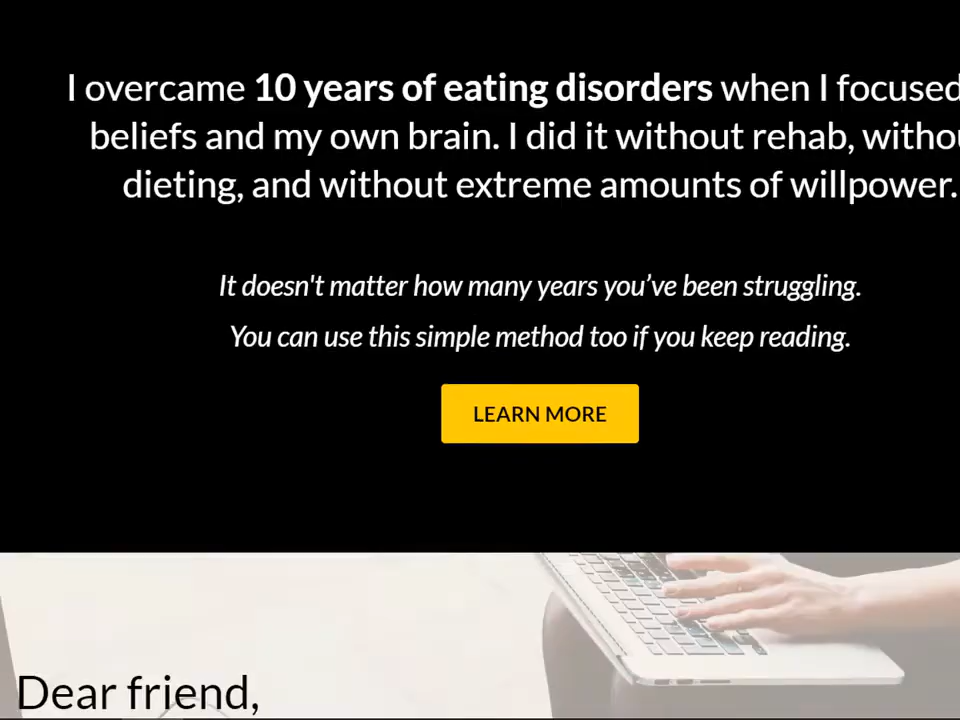 I overcame 10 years of eating disorders when I focused
beliefs and my own brain. I did it without rehab,
dieting, and without extreme amounts of willpower.
It doesn't matter how many years you’ve been struggling.
You can use this simple method too if you keep reading.
LEARN MORE
Dear friend,